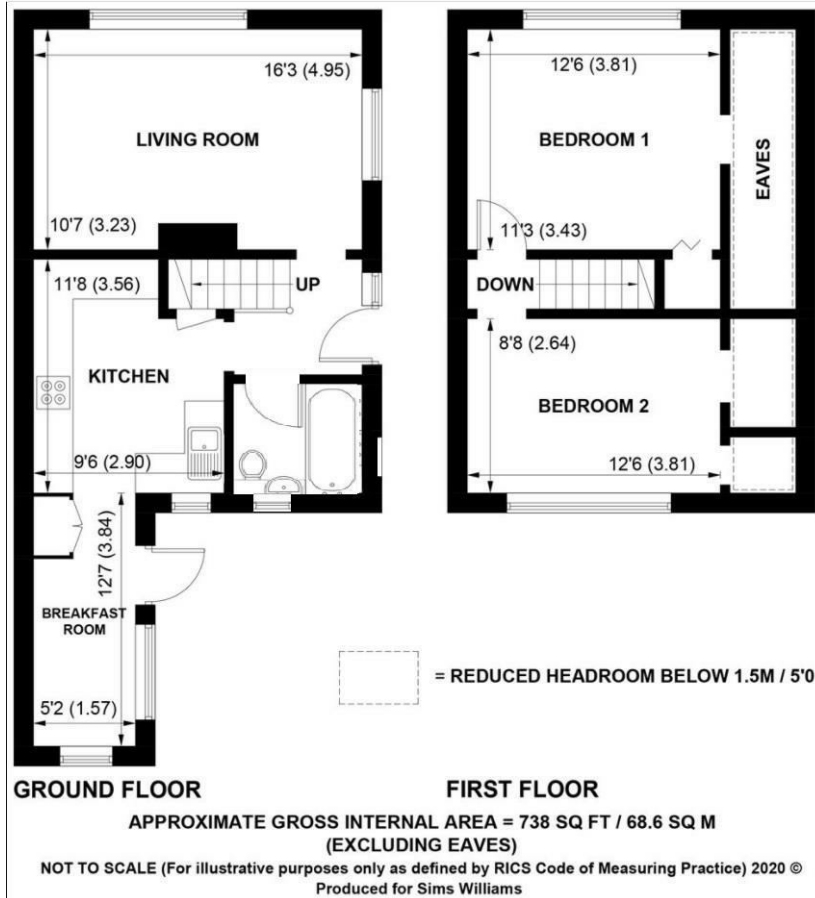 16'3 (4.95)
LIVING ROOM
10'7 (3.23)
11'8 (3.56)
UP
KITCHEN
9'6 (2.90)
12'7 (3.84)
BREAKFAST
ROOM
5'2 (1.57)
12'6 (3.81)
BEDROOM 1
EAVES
11'3 (3.43)
DOWN
8'8 (2.64)
BEDROOM 2
12'6 (3.81)
= REDUCED HEADROOM BELOW 1.5M / 5'0
GROUND FLOOR
FIRST FLOOR
APPROXIMATE GROSS INTERNAL AREA = 738 SQ FT / 68.6 SQ M
(EXCLUDING EAVES)
NOT TO SCALE (For illustrative purposes only as defined by RICS Code of Measuring Practice) 2020 ©
Produced for Sims Williams